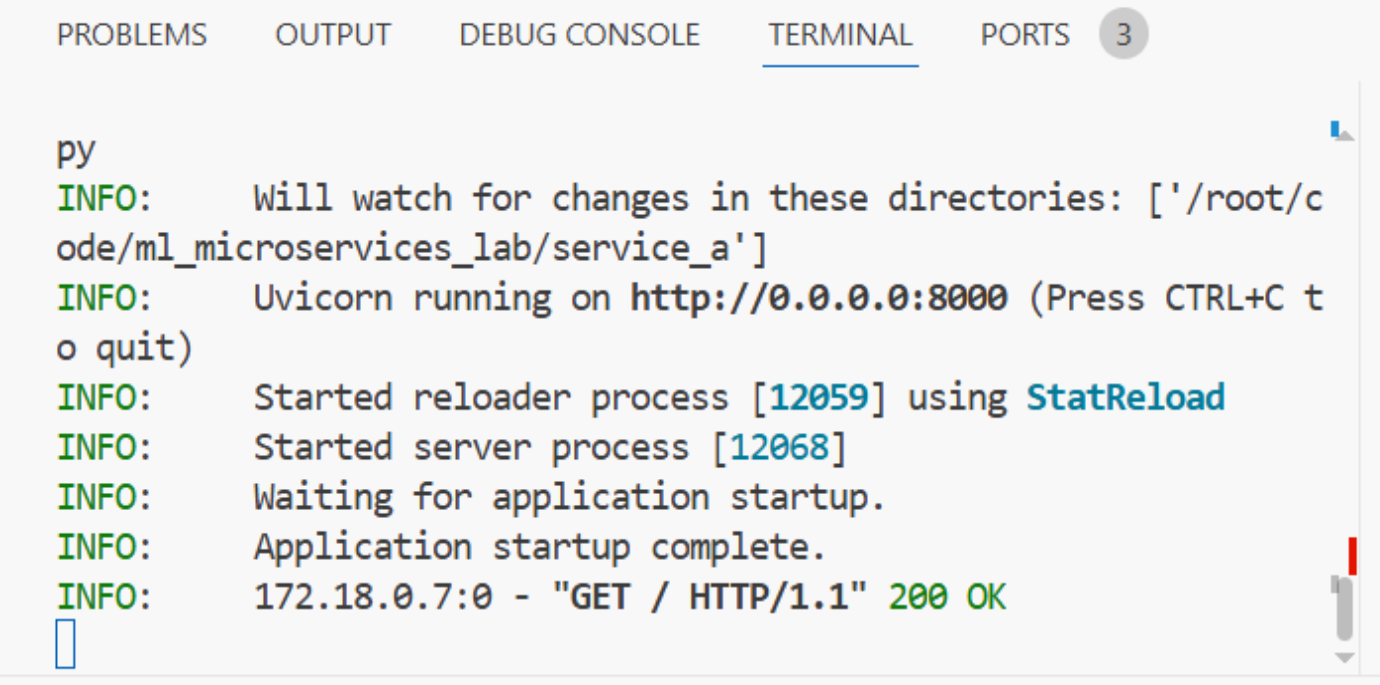 PROBLEMS OUTPUT DEBUG CONSOLE TERMINAL PORTS 3
py
INFO:     Will watch for changes in these directories: ['/root/c
ode/ml_microservices_lab/service_a']
INFO:     Uvicorn running on http://0.0.0.0:8000 (Press CTRL+C t
o quit)
INFO:     Started reloader process [12059] using StatReload
INFO:     Started server process [12068]
INFO:     Waiting for application startup.
INFO:     Application startup complete.
INFO:     172.18.0.7:0 - "GET / HTTP/1.1" 200 OK